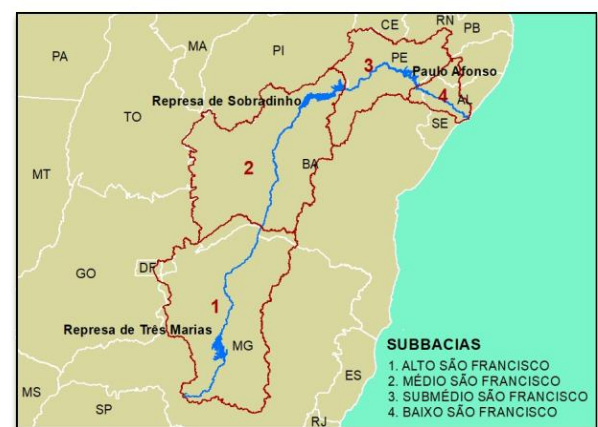 CE
RN
PB
MA
PI
PA
3
PE
Paulo Afonso
Represa de Sobradinho
4
AL
TO
SE
2
BA
MT
DF
GO
1
Represa de Três Marias
MG
ES
MS
SP
RJ
SUBBACIAS
1. ALTO SÃO FRANCISCO
2. MÉDIO SÃO FRANCISCO
3. SUBMÉDIO SÃO FRANCISCO
4. BAIXO SÃO FRANCISCO